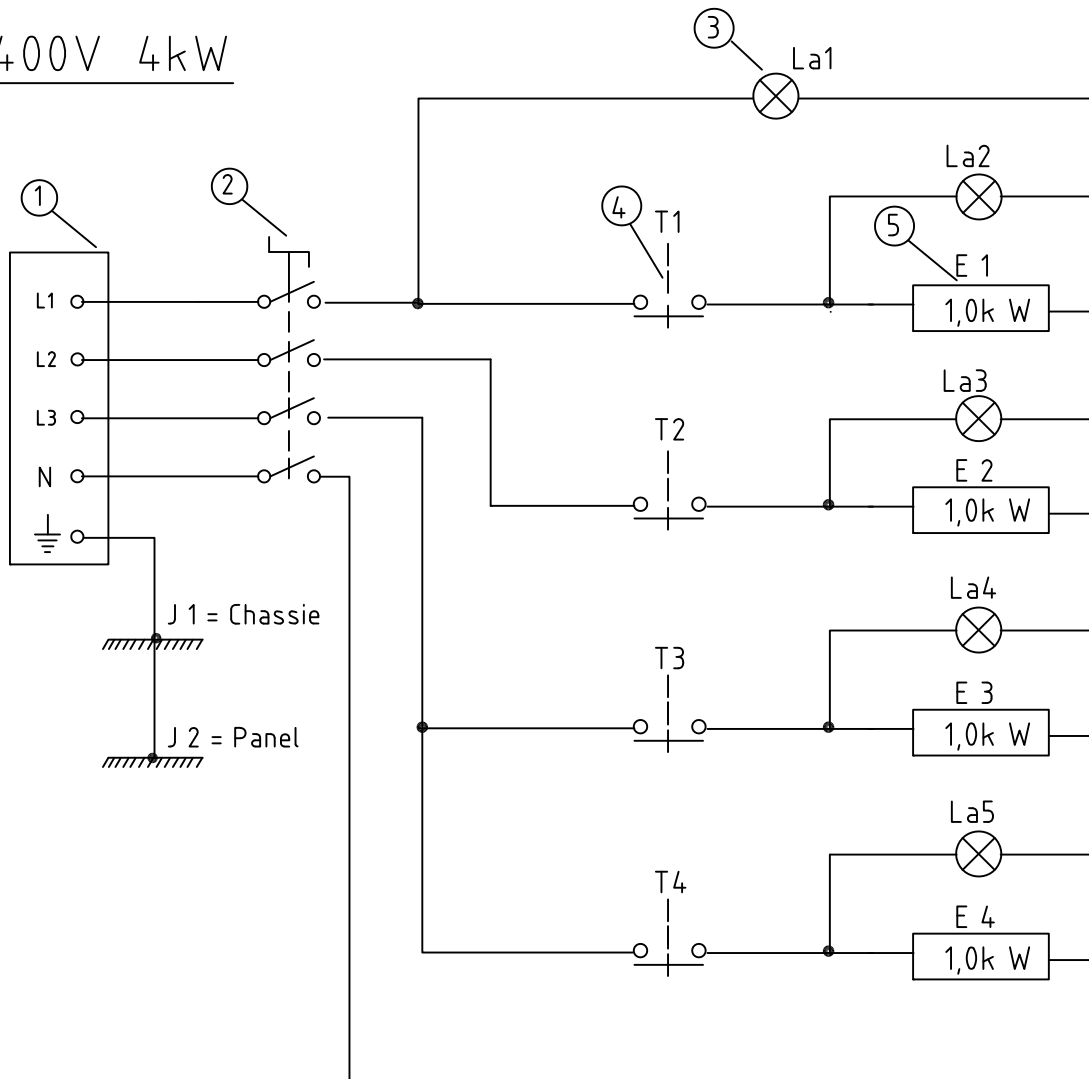 400V 4kW
3
La1
La2
1
2
4
T1
5
E 1
L1
1,0k W
L2
La3
L3
T2
E 2
N
1,0k W
La4
J 1 = Chassie
T3
E 3
1,0k W
J 2 = Panel
La5
T4
E 4
1,0k W